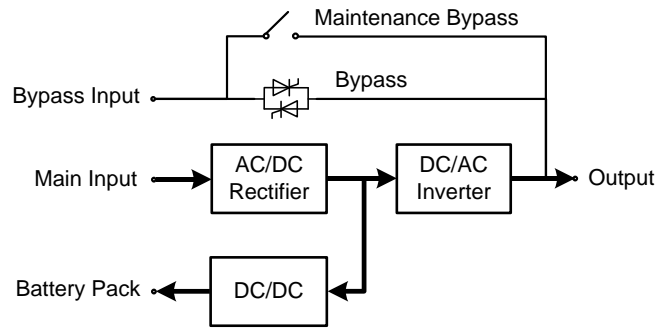 Maintenance Bypass
Bypass
Bypass Input
AC/DC
Rectifier
DC/AC
Inverter
Main Input
Output
Battery Pack
DC/DC